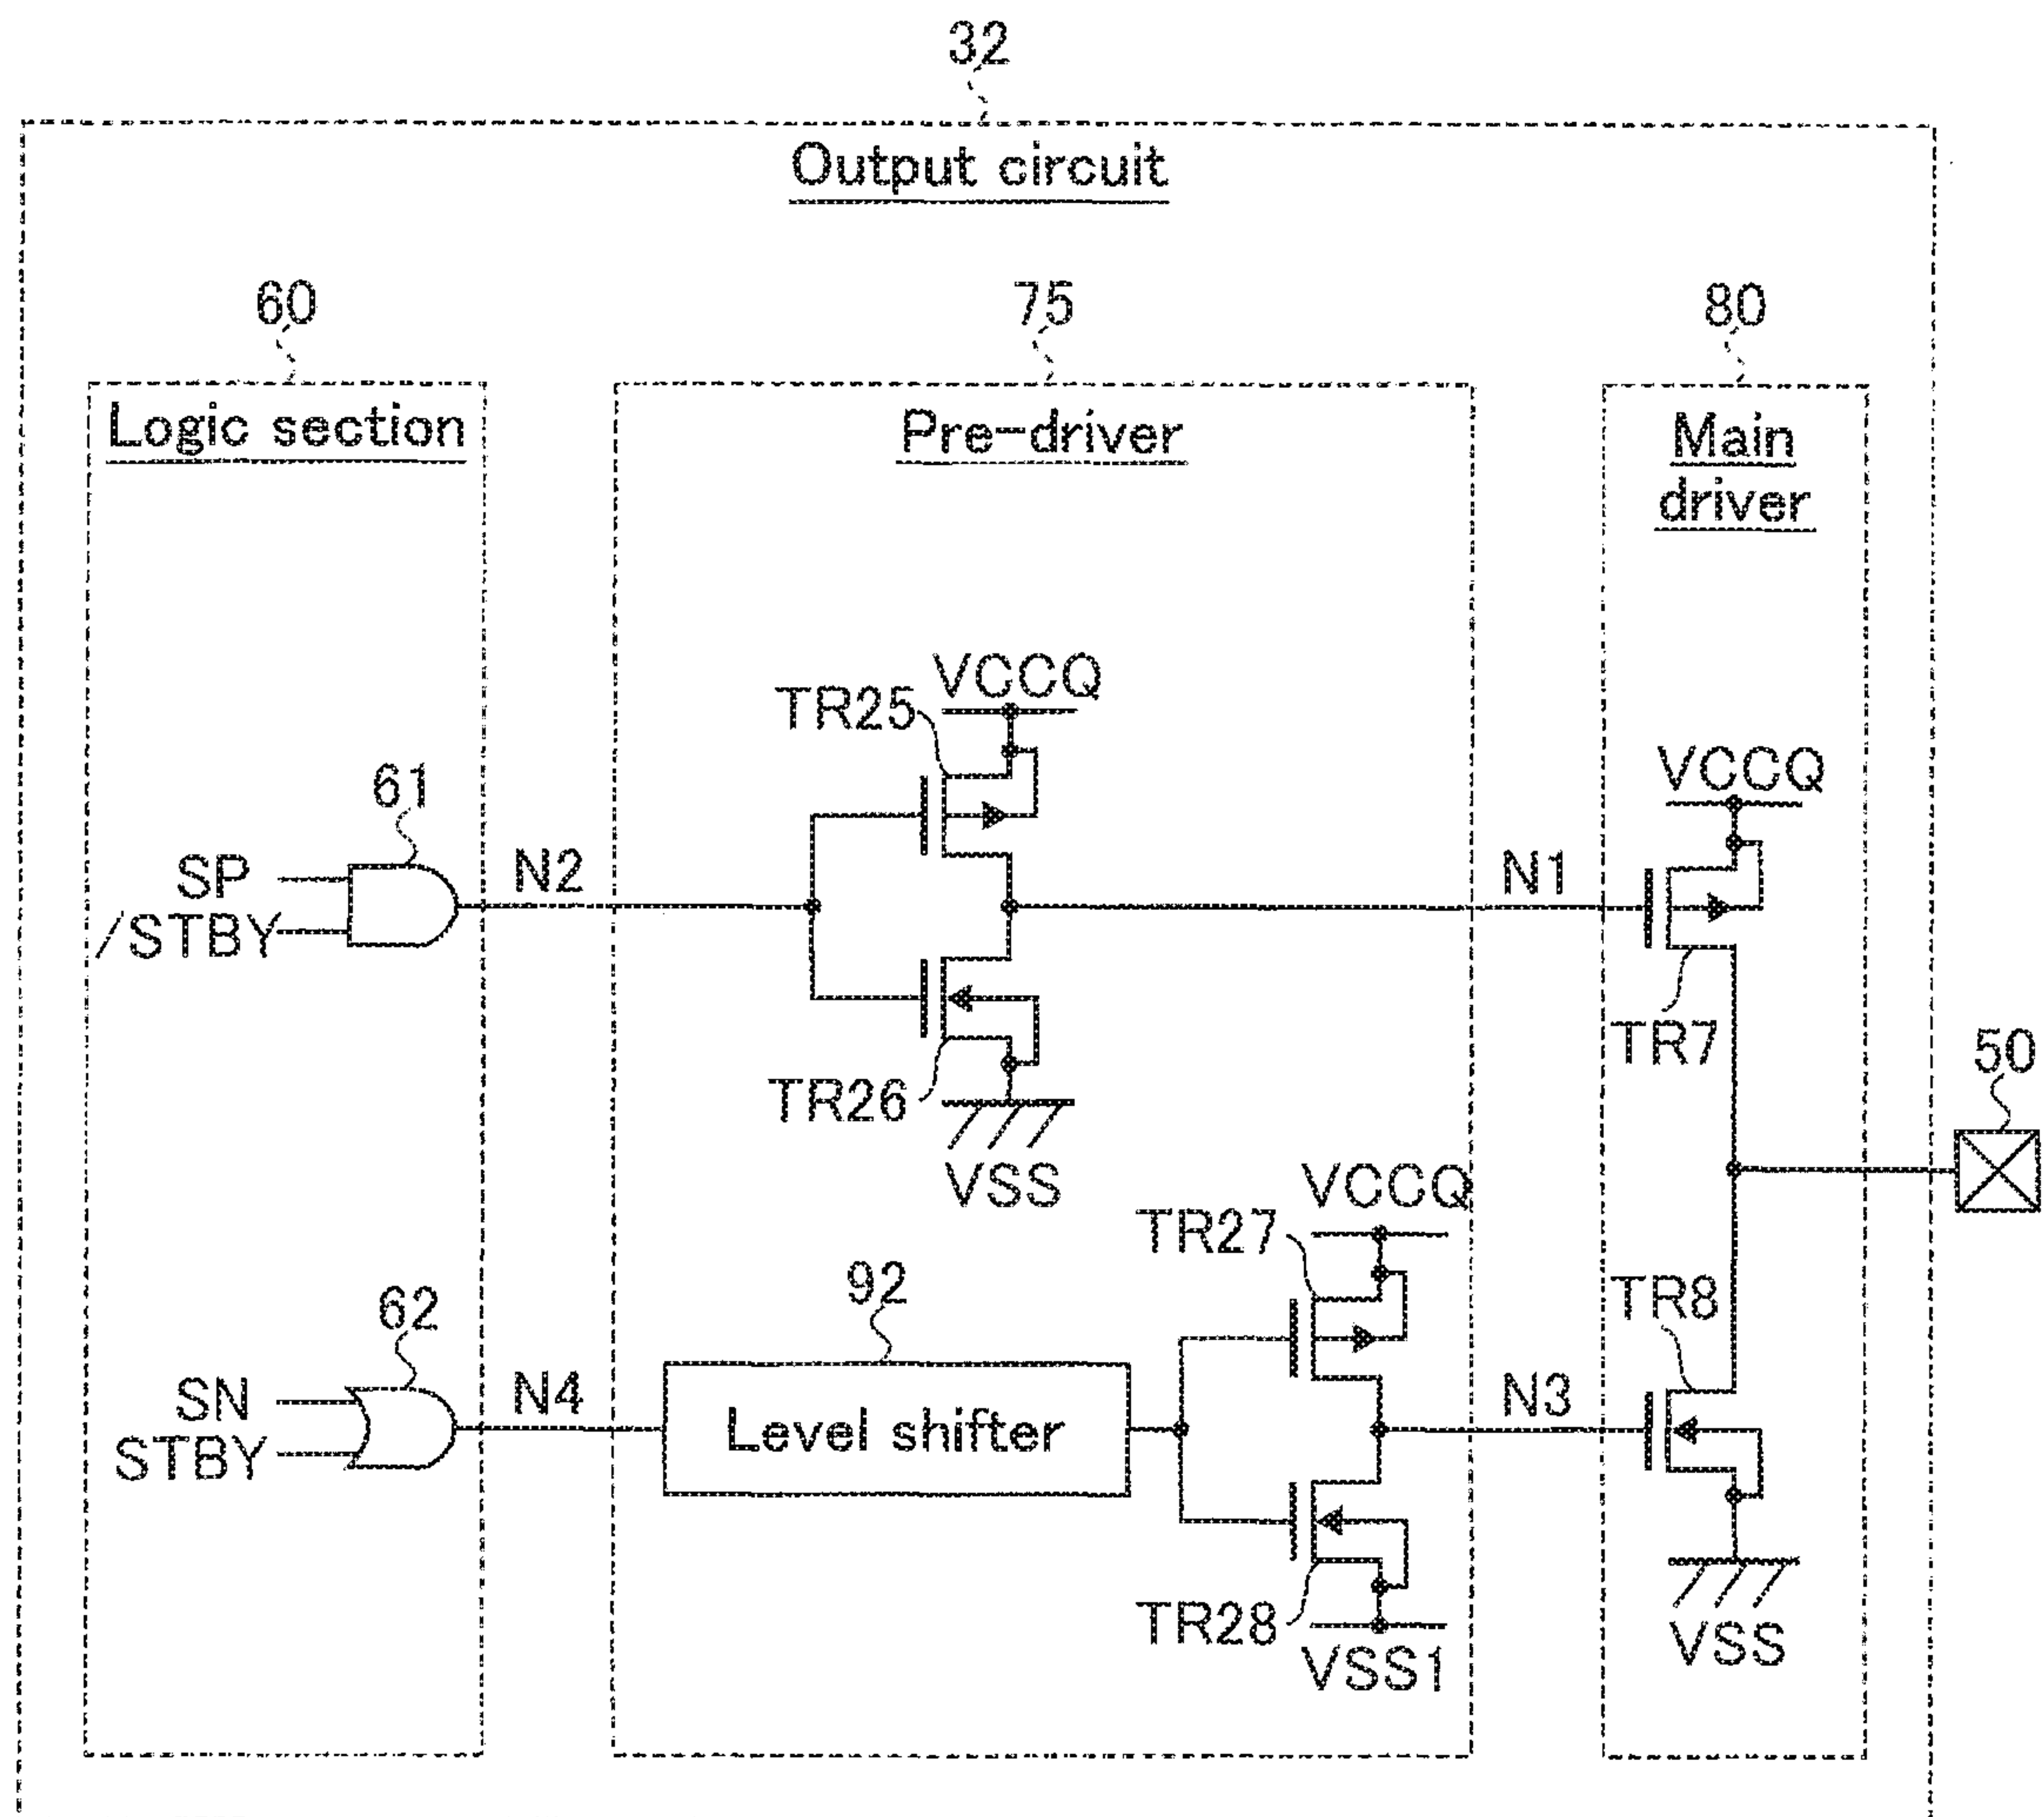 32
Output circuit
60
75
80
Logic section
Pre-driver
Main
driver
VCCQ
TR25
VCCQ
61
SP
/STBY
N2
N1
TR7
TR26
VSS
50
VCCQ
TR27
92
TR8
62
SN
STBY
N4
Level shifter
N3
TR28
VSS1
VSS